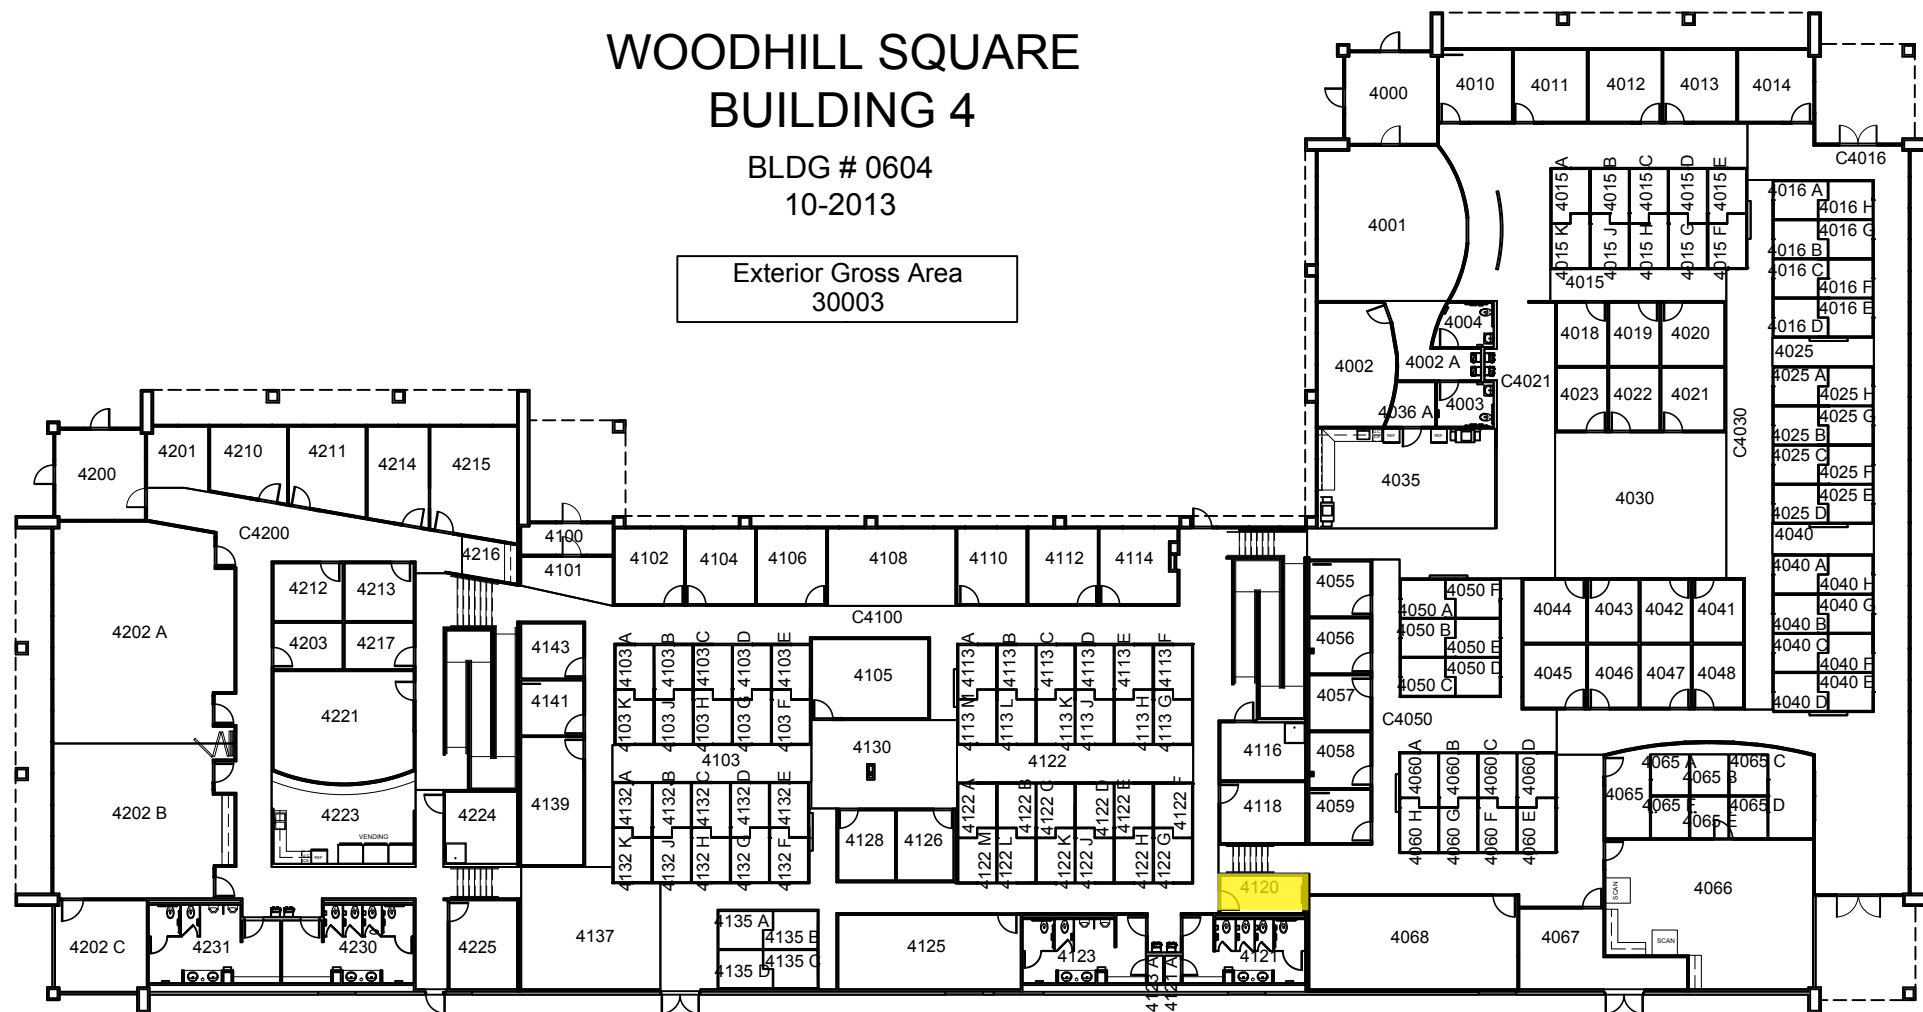 WOODHILL SQUARE
BUILDING 4
BLDG # 0604
10-2013
Exterior Gross Area
30003
4000
4010
4011
4012
4013
4014
C4016
4001
4015 A
4015 B
4015 C
4015 D
4015 E
4015 K
4015 J
4015 H
4015 G
4015 F
4015
4016 A
4016 H
4016 G
4016 B
4016 C
4016 F
4016 E
4016 D
4025
4025 A
4025 H
4025 G
4025 B
4025 C
4025 F
4025 E
4025 D
4040
4040 A
4040 H
4040 G
4040 B
4040 C
4040 F
4040 E
4040 D
4004
4002
4002 A
4003
4036 A
C4021
4018
4019
4020
4023
4022
4021
C4030
4030
4035
REF
REF
4200
4201
4210
4211
4214
4215
C4200
4216
4100
4101
4102
4104
4106
4108
4110
4112
4114
C4100
4202 A
4212
4213
4203
4217
4221
4202 B
4223
VENDING
REF
4224
4143
4141
4139
4103 A
4103 B
4103 C
4103 D
4103 E
4103 K
4103 J
4103 H
4103 G
4103 F
4103
4105
4130
4113 A
4113 B
4113 C
4113 D
4113 E
4113 F
4113 M
4113 L
4113 K
4113 J
4113 H
4113 G
4122
4132 A
4132 B
4132 C
4132 D
4132 E
4132 K
4132 J
4132 H
4132 G
4132 F
4128
4126
4122 A
4122 B
4122 C
4122 D
4122 E
4122 F
4122 M
4122 L
4122 K
4122 J
4122 H
4122 G
4116
4118
4120
4055
4056
4057
4058
4059
4050 F
4050 A
4050 B
4050 E
4050 D
4050 C
C4050
4044
4043
4042
4041
4045
4046
4047
4048
4060 A
4060 B
4060 C
4060 D
4060 H
4060 G
4060 F
4060 E
4065
4065 A
4065 B
4065 C
4065 F
4065 E
4065 D
4066
SCAN
SCAN
4067
4068
4202 C
4231
4230
4225
4137
4135 A
4135 B
4135 C
4135 D
4125
4123
4123 A
4121 A
4121